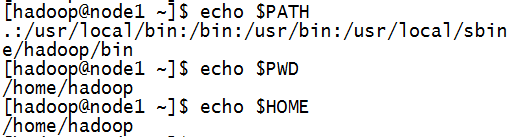 [hadoop@node1 ~]$ echo $PATH
.:/usr/local/bin:/bin:/usr/bin:/usr/local/sbin
e/hadoop/bin
[hadoop@node1 ~]$ echo $PWD
/home/hadoop
[hadoop@node1 ~]$ echo $HOME
/home/hadoop